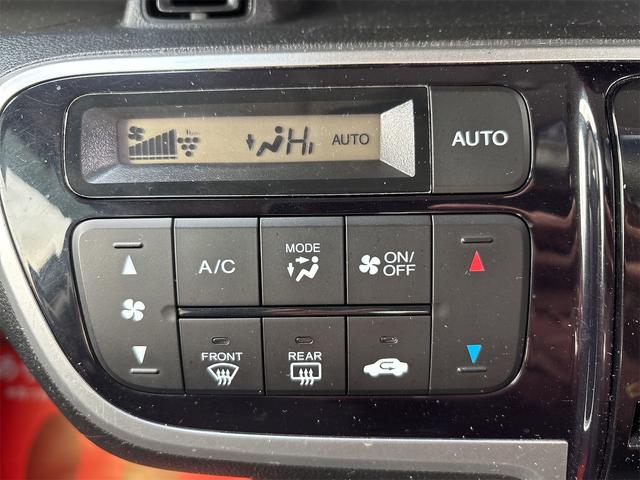 Hi AUTO
AUTO
A/C
MODE
ON/
OFF
FRONT
REAR